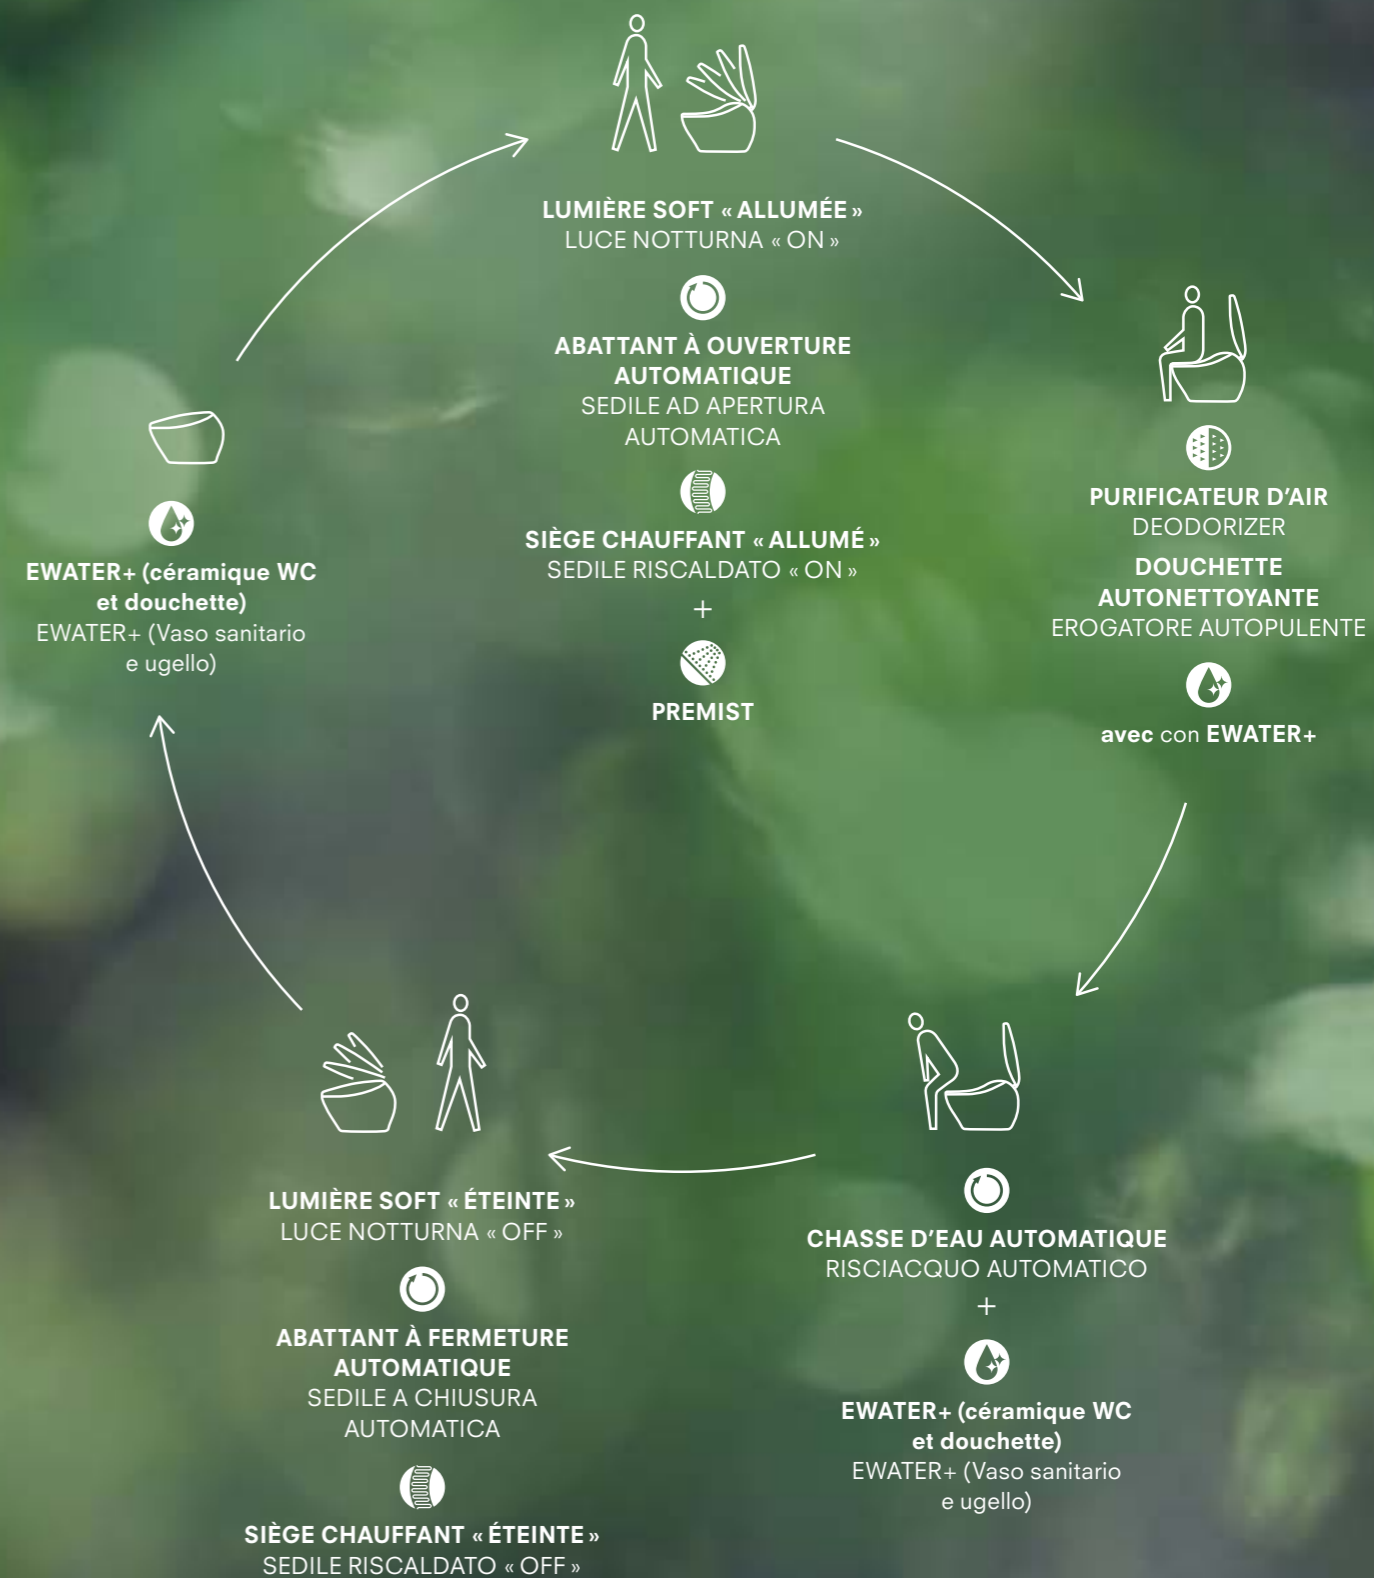 LUMIÈRE SOFT « ALLUMÉE »
LUCE NOTTURNA « ON »
ABATTANT À OUVERTURE
AUTOMATIQUE
SEDILE AD APERTURA
AUTOMATICA
SIÈGE CHAUFFANT « ALLUMÉ »
SEDILE RISCALDATO « ON »
+
PREMIST
PURIFICATEUR D'AIR
DEODORIZER
DOUCHETTE
AUTONETTOYANTE
EROGATORE AUTOPULENTE
avec con EWATER+
CHASSE D'EAU AUTOMATIQUE
RISCIACQUO AUTOMATICO
+
EWATER+ (céramique WC
et douchette)
EWATER+ (Vaso sanitario
e ugello)
LUMIÈRE SOFT « ÉTEINTE »
LUCE NOTTURNA « OFF »
ABATTANT À FERMETURE
AUTOMATIQUE
SEDILE A CHIUSURA
AUTOMATICA
SIÈGE CHAUFFANT « ÉTEINTE »
SEDILE RISCALDATO « OFF »
EWATER+ (céramique WC
et douchette)
EWATER+ (Vaso sanitario
e ugello)